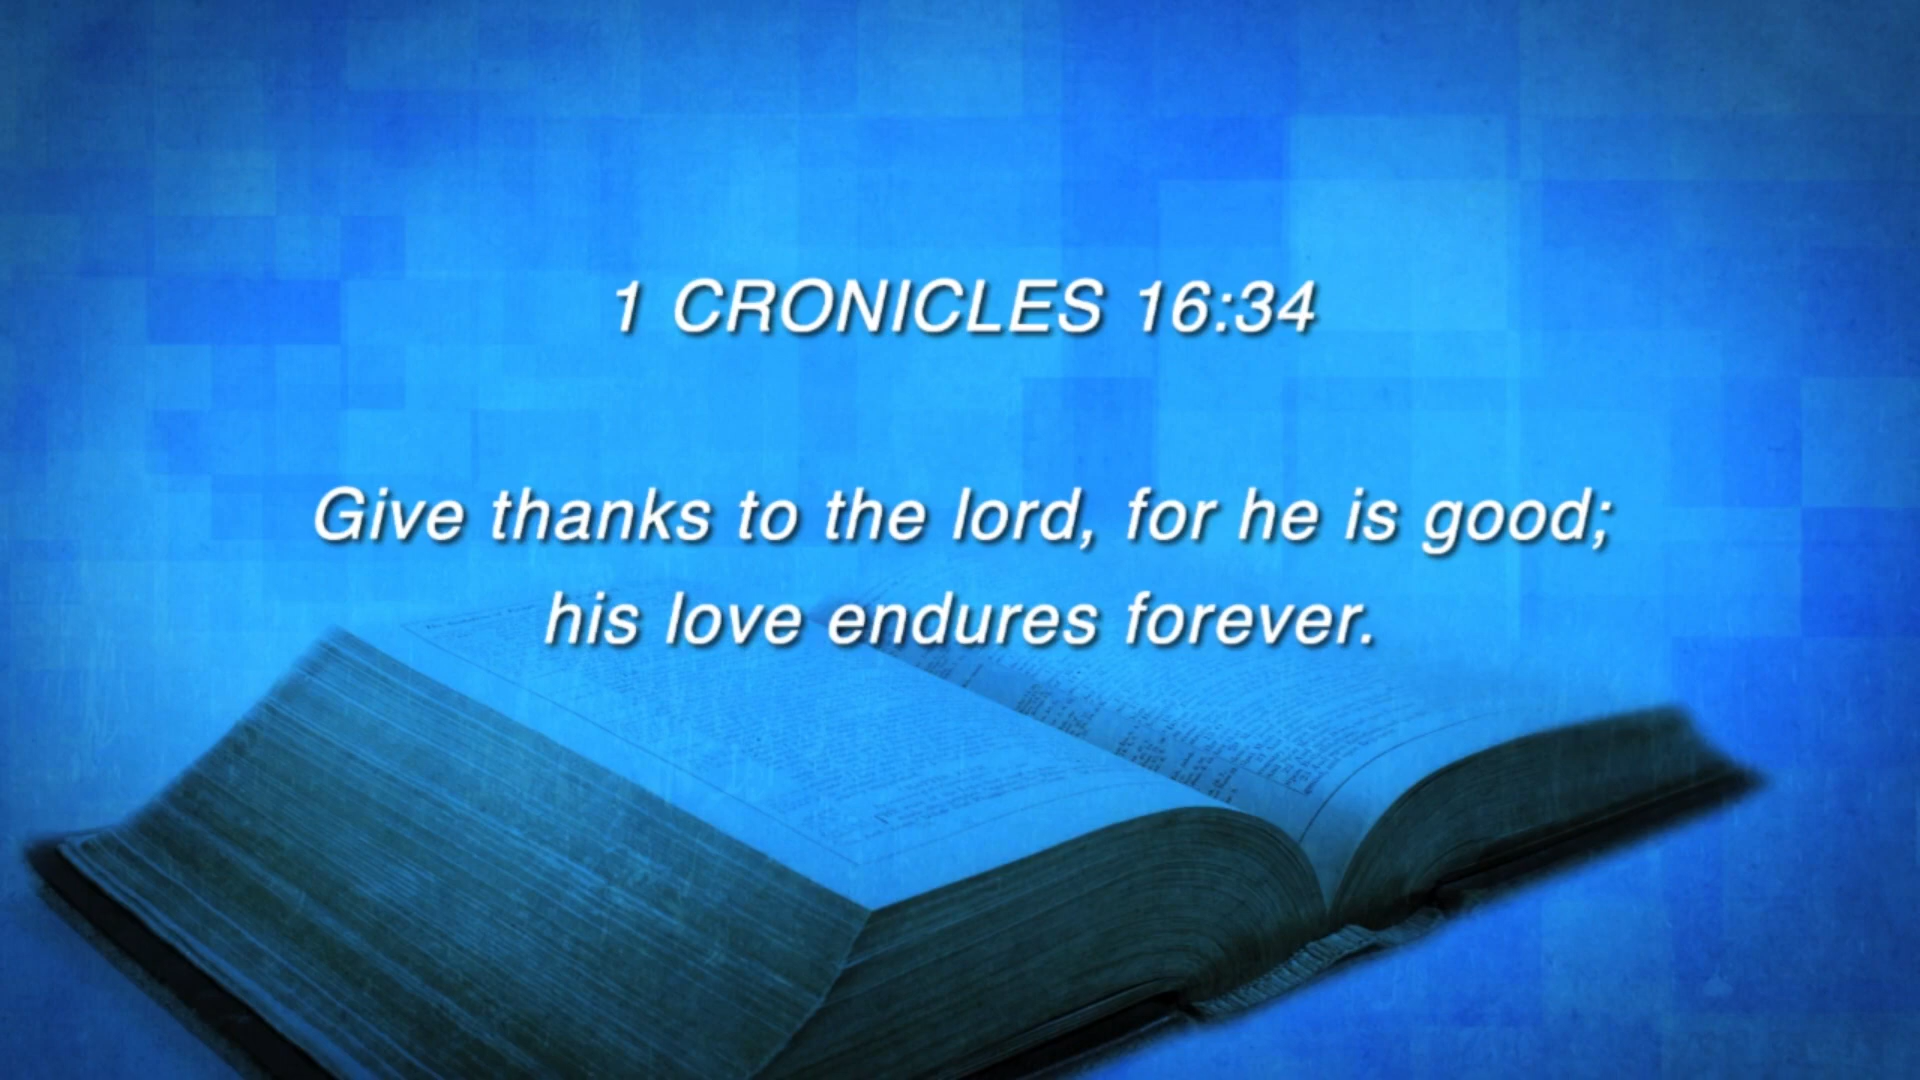 1 CRONICLES 16:34
Give thanks to the lord, for he is good;
his love endures forever.